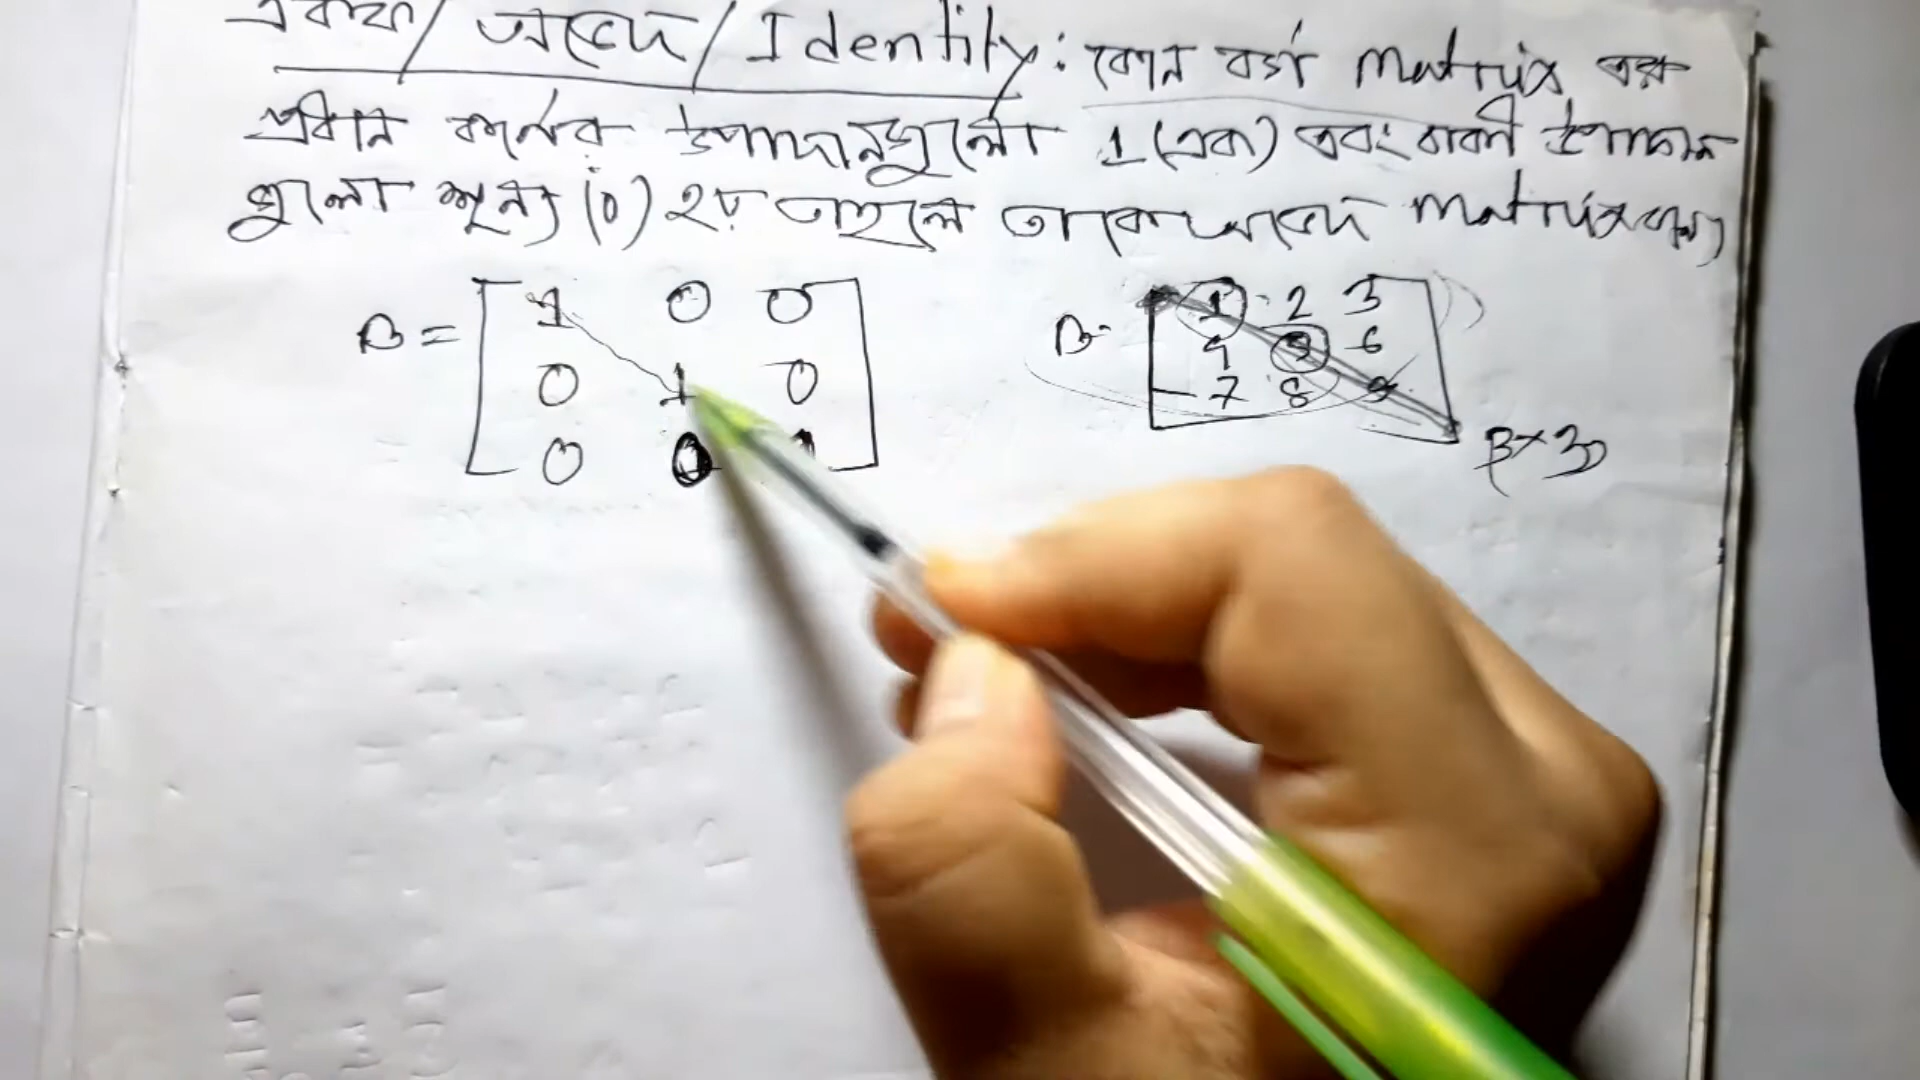 একক/ অভেদ / Identity: কোন বর্গ matrix এর
প্রধান কর্নের উপাদানগুলো 1 (এক) এবং বাকী উপাদান
গুলো শূন্য (0) হয় তাহলে তাকে অভেদ matrix বলে।
B = [ 1 0 0
0 1 0
0 0 ]
B = [ 1 2 3
4 5 6
7 8 9 ] 3×3